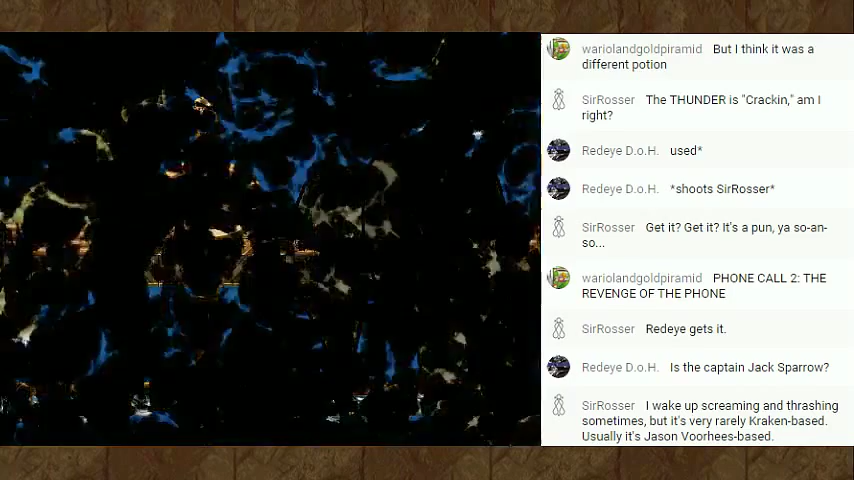 wariolandgoldpiramid But I think it was a
different potion
SirRosser The THUNDER is "Crackin," am I
right?
Redeye D.o.H. used*
Redeye D.o.H. *shoots SirRosser*
SirRosser Get it? Get it? It's a pun, ya so-an-
so...
wariolandgoldpiramid PHONE CALL 2: THE
REVENGE OF THE PHONE
SirRosser Redeye gets it.
Redeye D.o.H. Is the captain Jack Sparrow?
SirRosser I wake up screaming and thrashing
sometimes, but it's very rarely Kraken-based.
Usually it's Jason Voorhees-based.